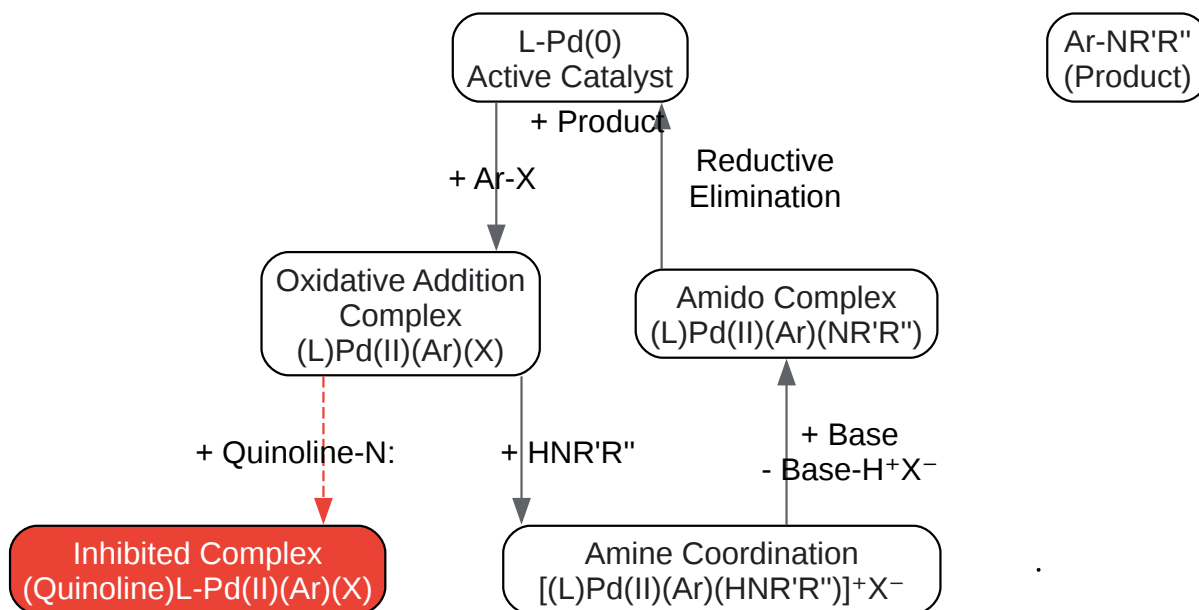 L-Pd(0)
Active Catalyst
Ar-NR'R"
(Product)
+ Product
+ Ar-X
Reductive
Elimination
Oxidative Addition
Complex
(L)Pd(II)(Ar)(X)
Amido Complex
(L)Pd(II)(Ar)(NR'R")
+ Quinoline-N:
+ HNR'R"
+ Base
- Base-H⁺X⁻
Inhibited Complex
(Quinoline)L-Pd(II)(Ar)(X)
Amine Coordination
[(L)Pd(II)(Ar)(HNR'R")]⁺X⁻
.